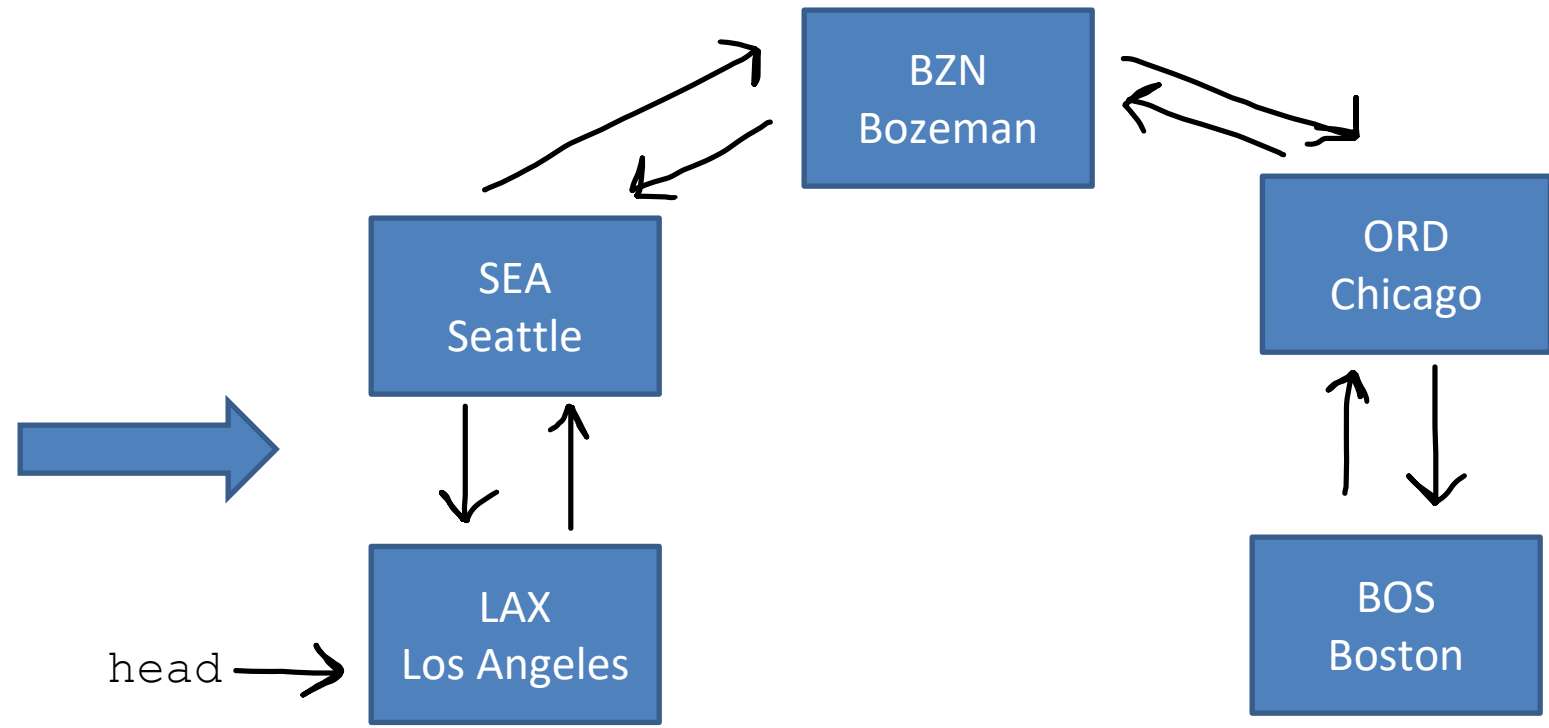 BZN
Bozeman
ORD
Chicago
SEA
Seattle
LAX
Los Angeles
head
BOS
Boston